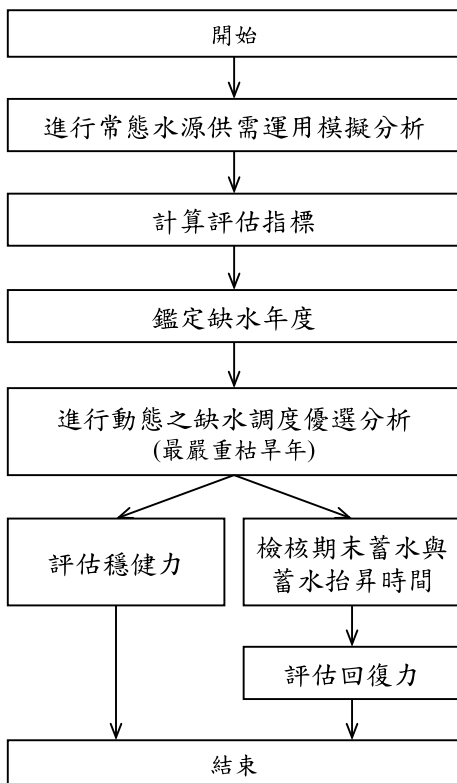 開始
進行常態水源供需運用模擬分析
計算評估指標
鑑定缺水年度
進行動態之缺水調度優選分析
(最嚴重枯旱年)
評估穩健力
檢核期末蓄水與
蓄水抬昇時間
評估回復力
結束